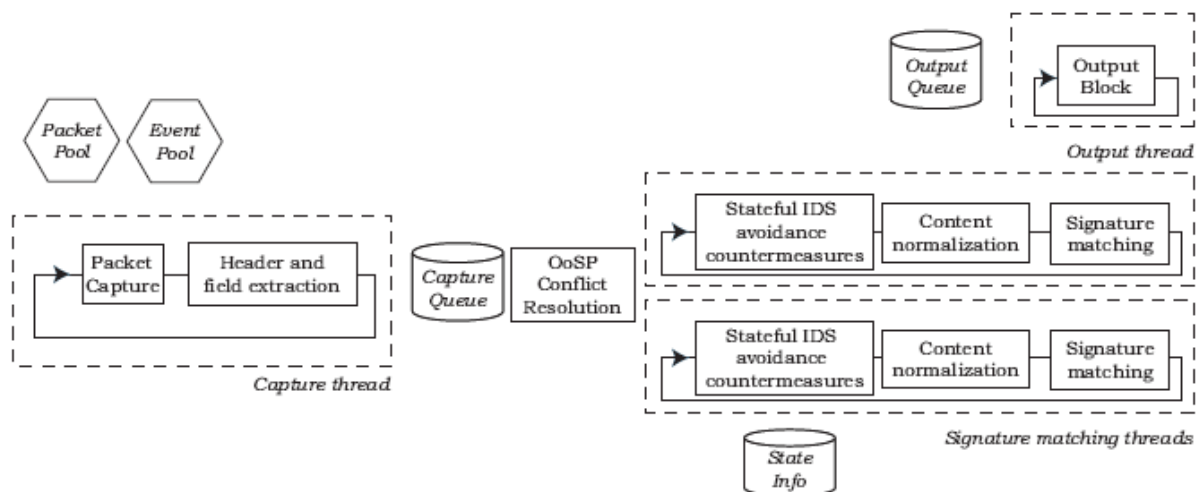 Output
Queue
Output
Block
Output thread
Packet
Pool
Event
Pool
Packet
Capture
Header and
field extraction
Capture thread
Capture
Queue
OoSP
Conflict
Resolution
Stateful IDS
avoidance
countermeasures
Content
normalization
Signature
matching
Stateful IDS
avoidance
countermeasures
Content
normalization
Signature
matching
Signature matching threads
State
Info